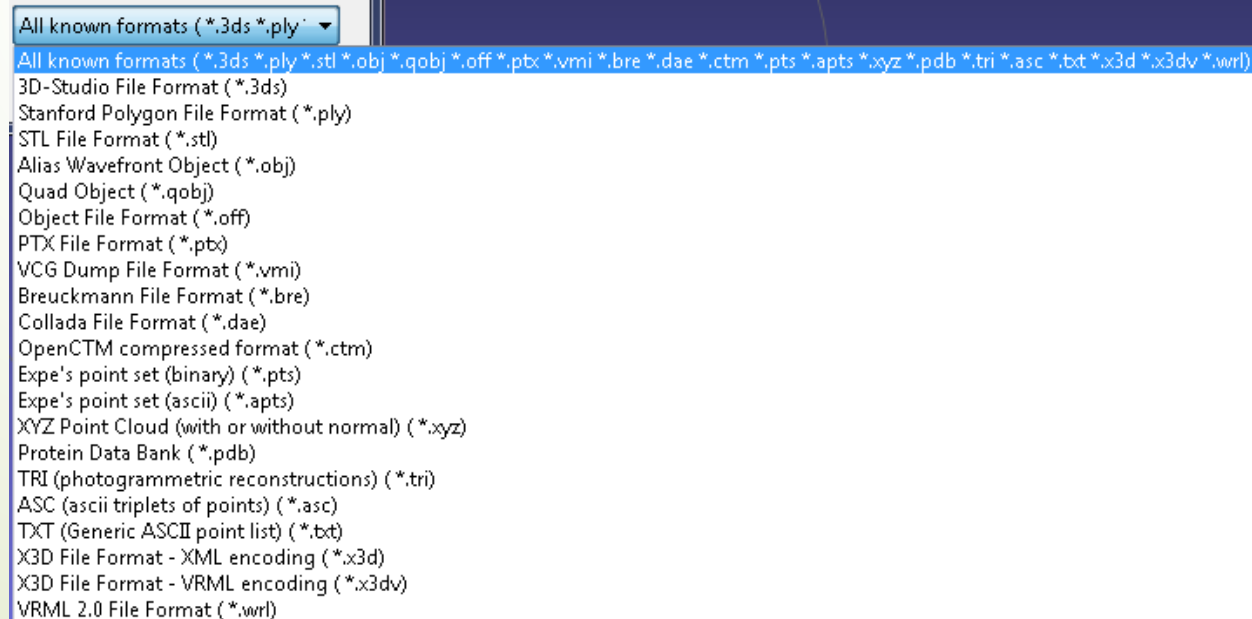 All known formats ( *.3ds *.ply
All known formats ( *.3ds *.ply *.stl *.obj *.qobj *.off *.ptx *.vmi *.bre *.dae *.ctm *.pts *.apts *.xyz *.pdb *.tri *.asc *.txt *.x3d *.x3dv *.wrl)
3D-Studio File Format ( *.3ds)
Stanford Polygon File Format ( *.ply)
STL File Format ( *.stl)
Alias Wavefront Object ( *.obj)
Quad Object ( *.qobj)
Object File Format ( *.off)
PTX File Format ( *.ptx)
VCG Dump File Format ( *.vmi)
Breuckmann File Format ( *.bre)
Collada File Format ( *.dae)
OpenCTM compressed format ( *.ctm)
Expe's point set (binary) ( *.pts)
Expe's point set (ascii) ( *.apts)
XYZ Point Cloud (with or without normal) ( *.xyz)
Protein Data Bank ( *.pdb)
TRI (photogrammetric reconstructions) ( *.tri)
ASC (ascii triplets of points) ( *.asc)
TXT (Generic ASCII point list) ( *.txt)
X3D File Format - XML encoding ( *.x3d)
X3D File Format - VRML encoding ( *.x3dv)
VRML 2.0 File Format ( *.wrl)